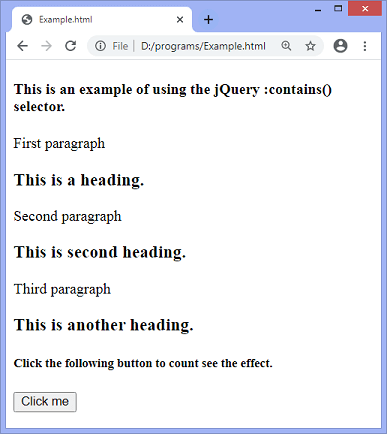 Example.html
File
D:/programs/Example.html
This is an example of using the jQuery :contains()
selector.
First paragraph
This is a heading.
Second paragraph
This is second heading.
Third paragraph
This is another heading.
Click the following button to count see the effect.
Click me